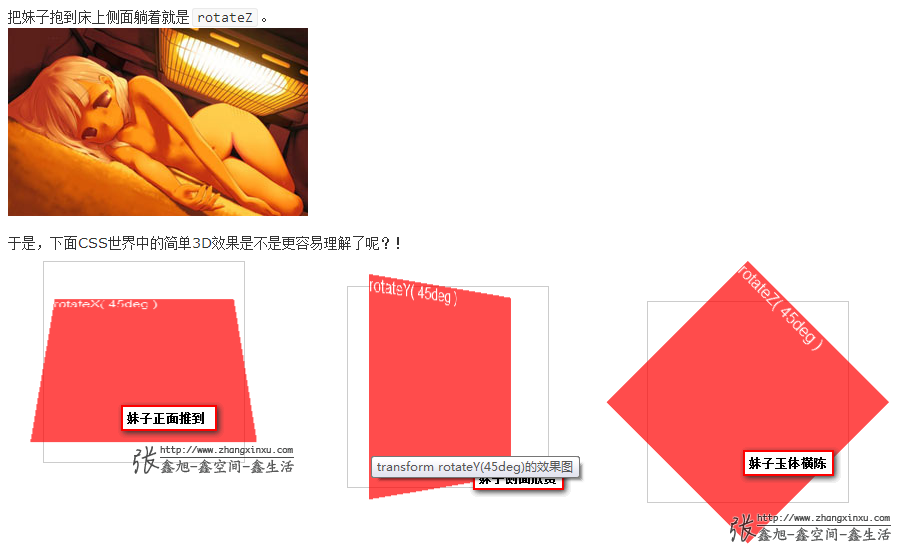 把妹子抱到床上侧面躺着就是 rotateZ 。
于是，下面CSS世界中的简单3D效果是不是更容易理解了呢？！
rotateX( 45deg )
妹子正面推到
http://www.zhangxinxu.com
张鑫旭-鑫空间-鑫生活
rotateY( 45deg )
transform rotateY(45deg)的效果图
妹子侧面欣赏
rotateZ( 45deg )
妹子玉体横陈
http://www.zhangxinxu.com
张鑫旭-鑫空间-鑫生活